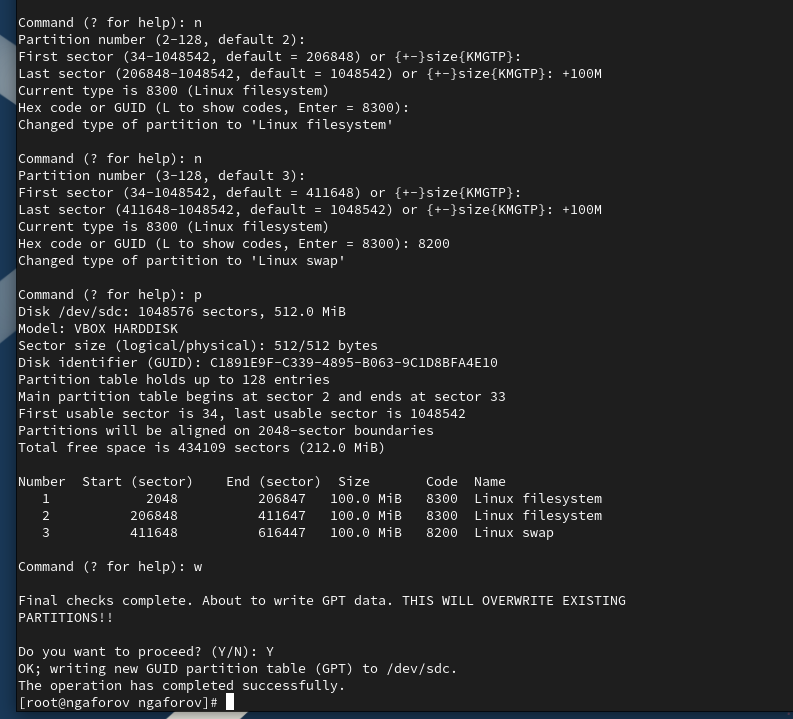 Command (? for help): n
Partition number (2-128, default 2):
First sector (34-1048542, default = 206848) or {+-}size{KMGTP}:
Last sector (206848-1048542, default = 1048542) or {+-}size{KMGTP}: +100M
Current type is 8300 (Linux filesystem)
Hex code or GUID (L to show codes, Enter = 8300):
Changed type of partition to 'Linux filesystem'

Command (? for help): n
Partition number (3-128, default 3):
First sector (34-1048542, default = 411648) or {+-}size{KMGTP}:
Last sector (411648-1048542, default = 1048542) or {+-}size{KMGTP}: +100M
Current type is 8300 (Linux filesystem)
Hex code or GUID (L to show codes, Enter = 8300): 8200
Changed type of partition to 'Linux swap'

Command (? for help): p
Disk /dev/sdc: 1048576 sectors, 512.0 MiB
Model: VBOX HARDDISK
Sector size (logical/physical): 512/512 bytes
Disk identifier (GUID): C1891E9F-C339-4895-B063-9C1D8BFA4E10
Partition table holds up to 128 entries
Main partition table begins at sector 2 and ends at sector 33
First usable sector is 34, last usable sector is 1048542
Partitions will be aligned on 2048-sector boundaries
Total free space is 434109 sectors (212.0 MiB)

Number  Start (sector)    End (sector)  Size       Code  Name
   1            2048          206847   100.0 MiB   8300  Linux filesystem
   2          206848          411647   100.0 MiB   8300  Linux filesystem
   3          411648          616447   100.0 MiB   8200  Linux swap

Command (? for help): w

Final checks complete. About to write GPT data. THIS WILL OVERWRITE EXISTING
PARTITIONS!!

Do you want to proceed? (Y/N): Y
OK; writing new GUID partition table (GPT) to /dev/sdc.
The operation has completed successfully.
[root@ngaforov ngaforov]#